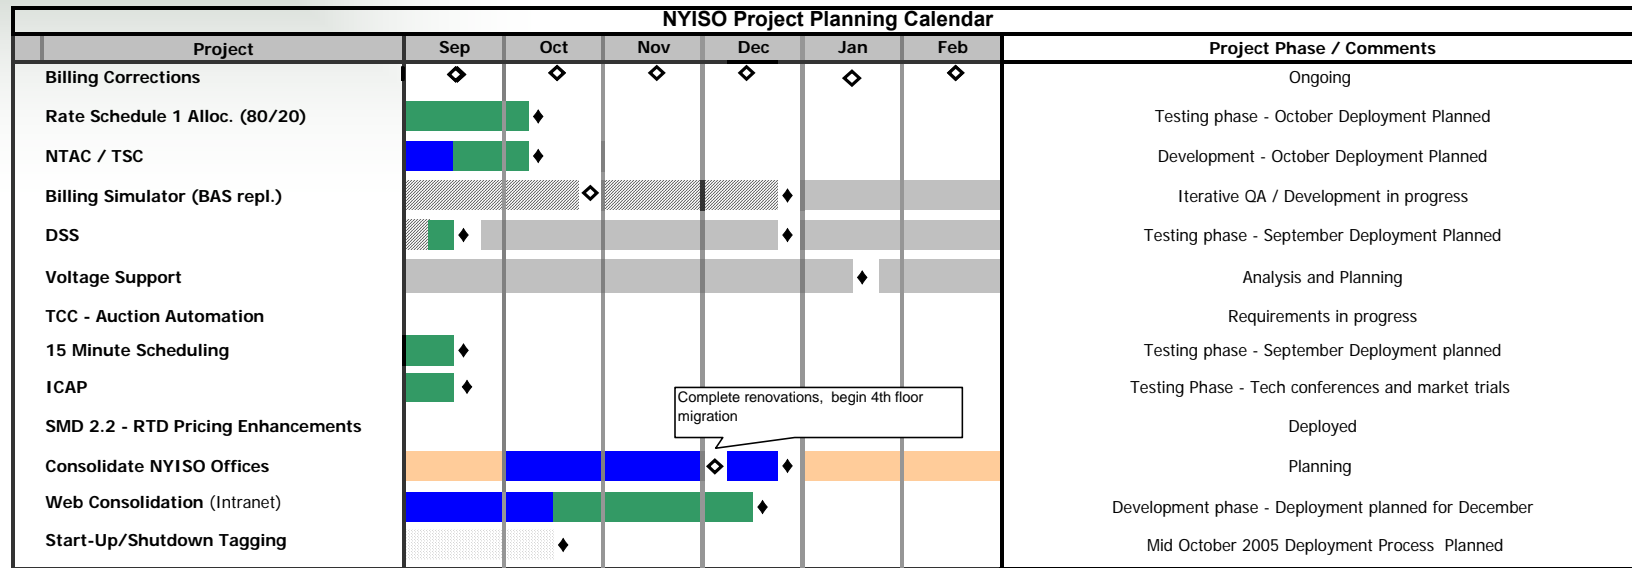 NYISO Project Planning Calendar
Project Sep Oct Nov Dec Jan Feb Project Phase / Comments
Billing Corrections Ongoing
Rate Schedule 1 Alloc. (80/20) Testing phase - October Deployment Planned
NTAC / TSC Development - October Deployment Planned
Billing Simulator (BAS repl.) Iterative QA / Development in progress
DSS Testing phase - September Deployment Planned
Voltage Support Analysis and Planning
TCC - Auction Automation Requirements in progress
15 Minute Scheduling Testing phase - September Deployment planned
ICAP Testing Phase - Tech conferences and market trials
Complete renovations, begin 4th floor
migration
SMD 2.2 - RTD Pricing Enhancements Deployed
Consolidate NYISO Offices Planning
Web Consolidation (Intranet) Development phase - Deployment planned for December
Start-Up/Shutdown Tagging Mid October 2005 Deployment Process Planned